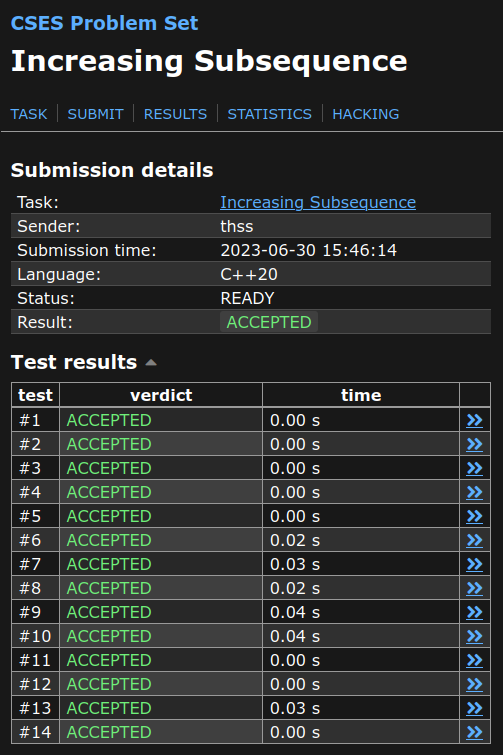 CSES Problem Set
Increasing Subsequence
TASK | SUBMIT | RESULTS | STATISTICS | HACKING
Submission details
Task: Increasing Subsequence
Sender: thss
Submission time: 2023-06-30 15:46:14
Language: C++20
Status: READY
Result: ACCEPTED
Test results
test verdict time
#1 ACCEPTED 0.00 s »
#2 ACCEPTED 0.00 s »
#3 ACCEPTED 0.00 s »
#4 ACCEPTED 0.00 s »
#5 ACCEPTED 0.00 s »
#6 ACCEPTED 0.02 s »
#7 ACCEPTED 0.03 s »
#8 ACCEPTED 0.02 s »
#9 ACCEPTED 0.04 s »
#10 ACCEPTED 0.04 s »
#11 ACCEPTED 0.00 s »
#12 ACCEPTED 0.00 s »
#13 ACCEPTED 0.03 s »
#14 ACCEPTED 0.00 s »